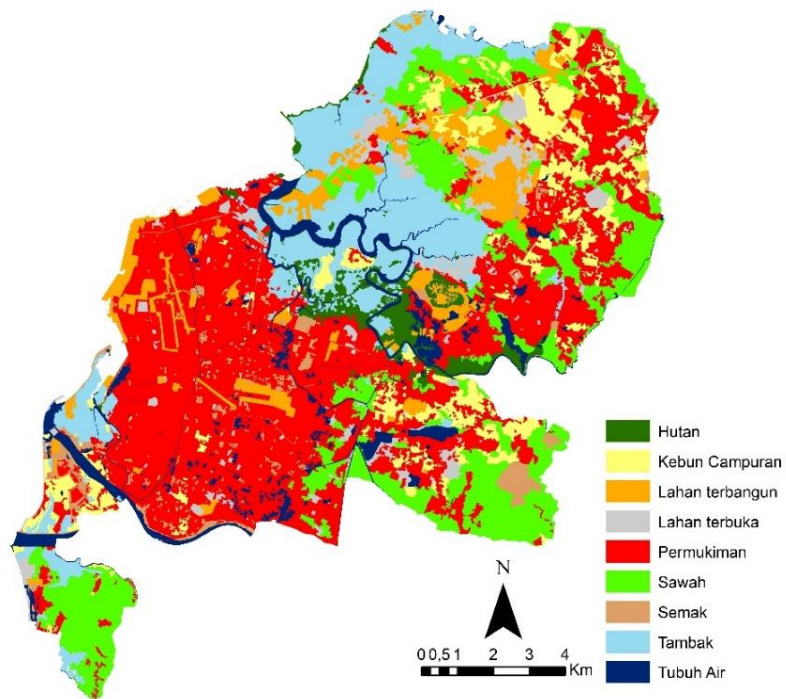 Hutan
Kebun Campuran
Lahan terbangun
Lahan terbuka
Permukiman
Sawah
Semak
Tambak
Tubuh Air
N
0 0,5 1 2 3 4
Km